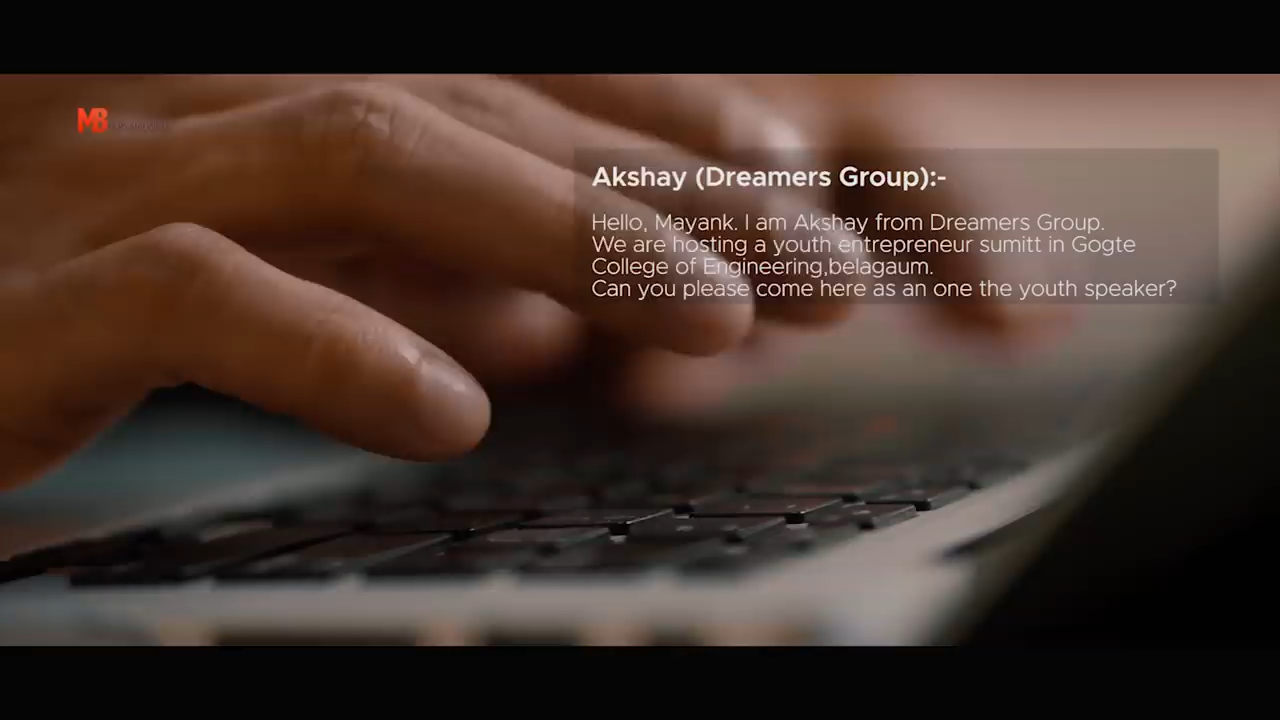 MB
Akshay (Dreamers Group):-
Hello, Mayank. I am Akshay from Dreamers Group.
We are hosting a youth entrepreneur sumitt in Gogte
College of Engineering,belagaum.
Can you please come here as an one the youth speaker?